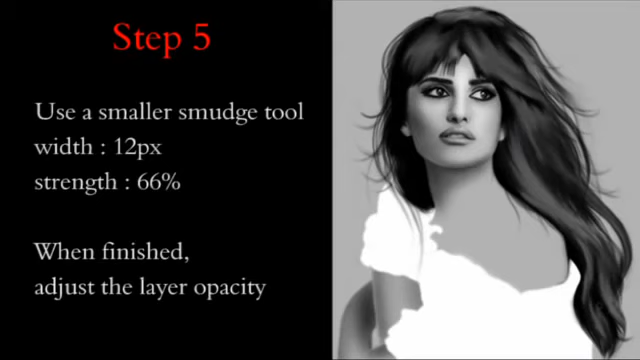 Step 5
Use a smaller smudge tool
width : 12px
strength : 66%
When finished,
adjust the layer opacity